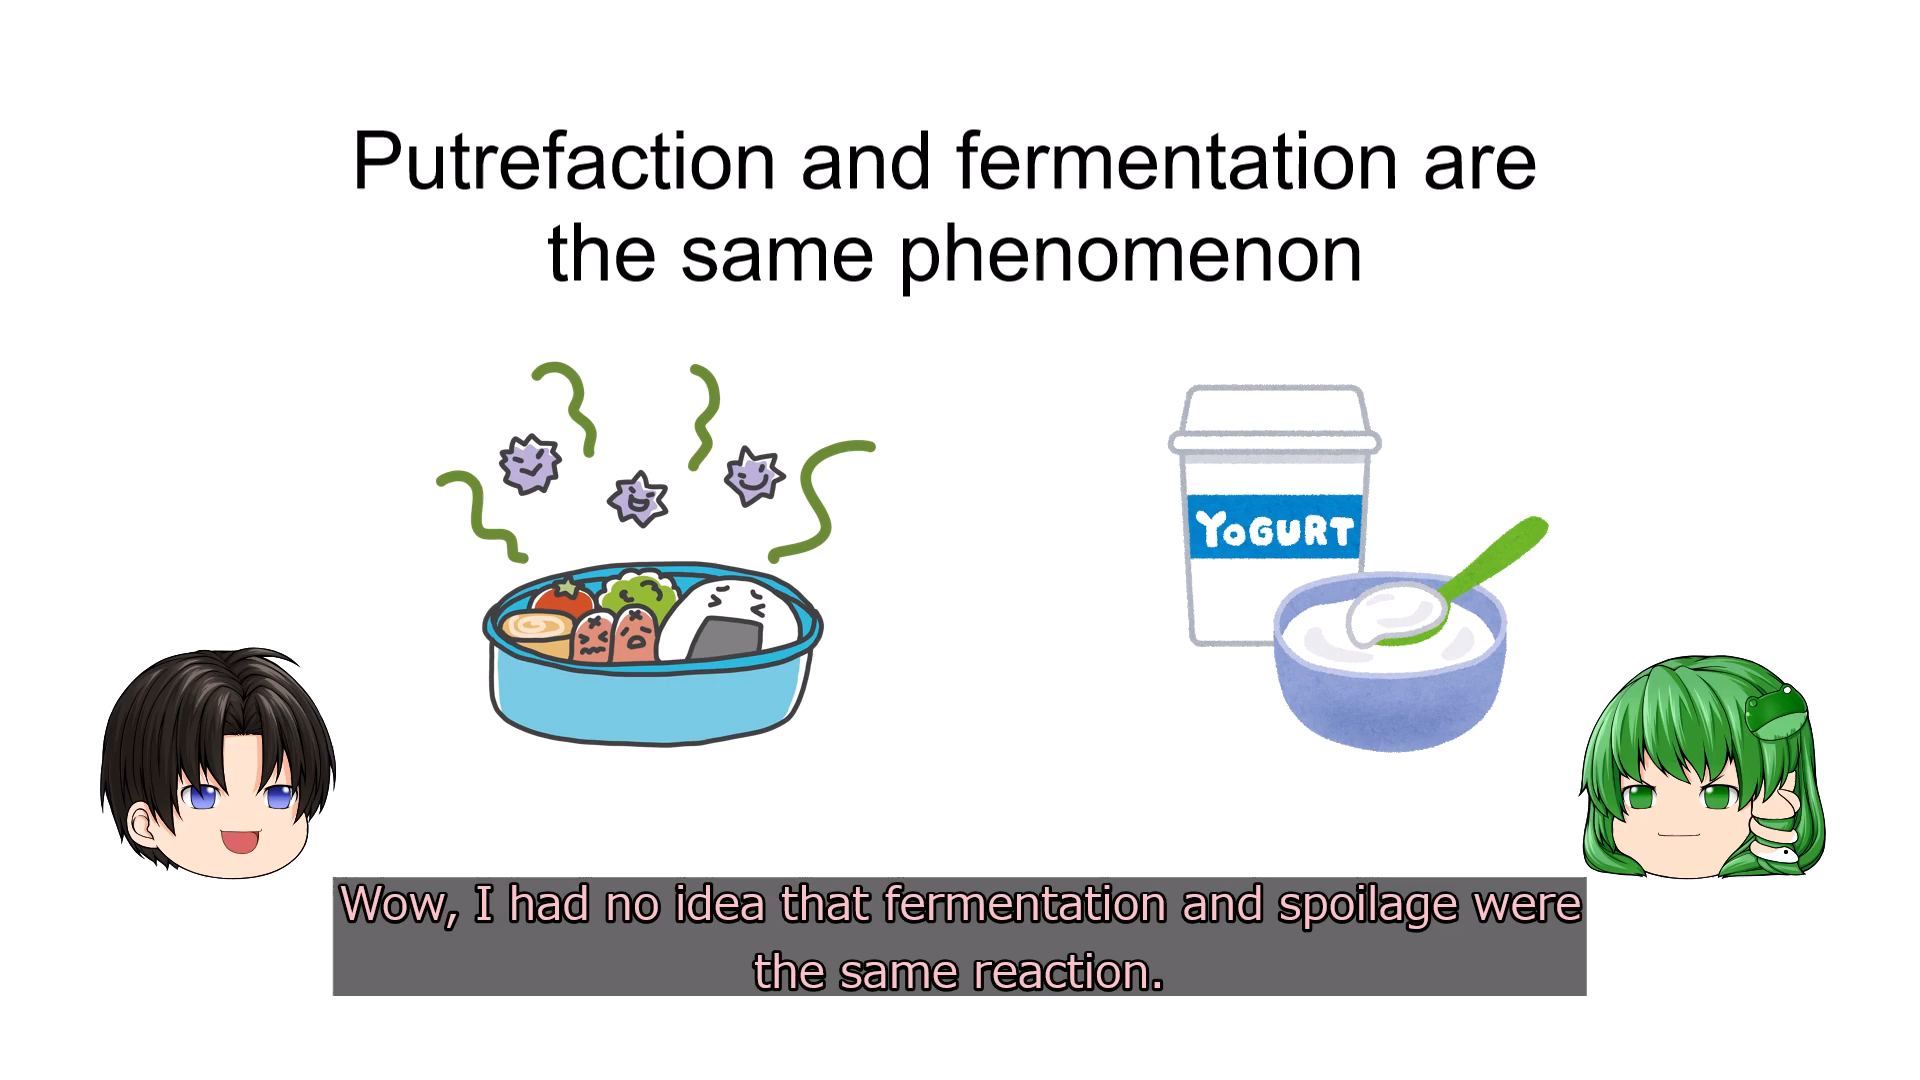 Putrefaction and fermentation are
the same phenomenon
YOGURT
Wow, I had no idea that fermentation and spoilage were
the same reaction.